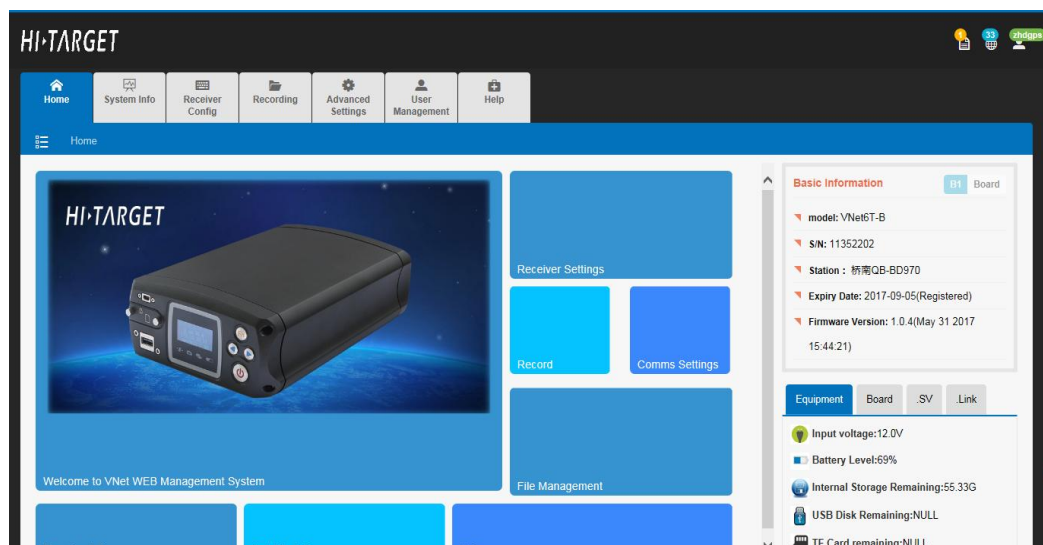 HI•TARGET
1
33
zhdgps
Home
System Info
Receiver
Config
Recording
Advanced
Settings
User
Management
Help
Home
HI•TARGET
Welcome to VNet WEB Management System
Receiver Settings
Record
Comms Settings
File Management
Basic Information
B1 Board
model: VNet6T-B
S/N: 11352202
Station： 桥南QB-BD970
Expiry Date: 2017-09-05(Registered)
Firmware Version: 1.0.4(May 31 2017
15:44:21)
Equipment Board .SV .Link
Input voltage:12.0V
Battery Level:69%
Internal Storage Remaining:55.33G
USB Disk Remaining:NULL
TF Card remaining:NULL